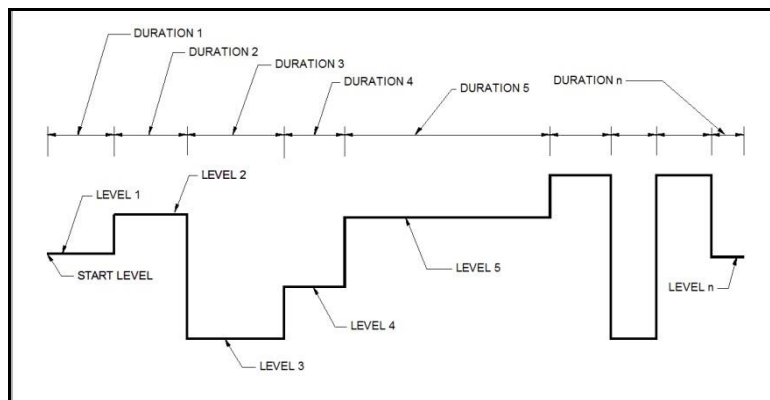 DURATION 1
DURATION 2
DURATION 3
DURATION n
DURATION 4
DURATION 5
LEVEL 2
LEVEL 1
START LEVEL
LEVEL 5
LEVEL n
LEVEL 4
LEVEL 3